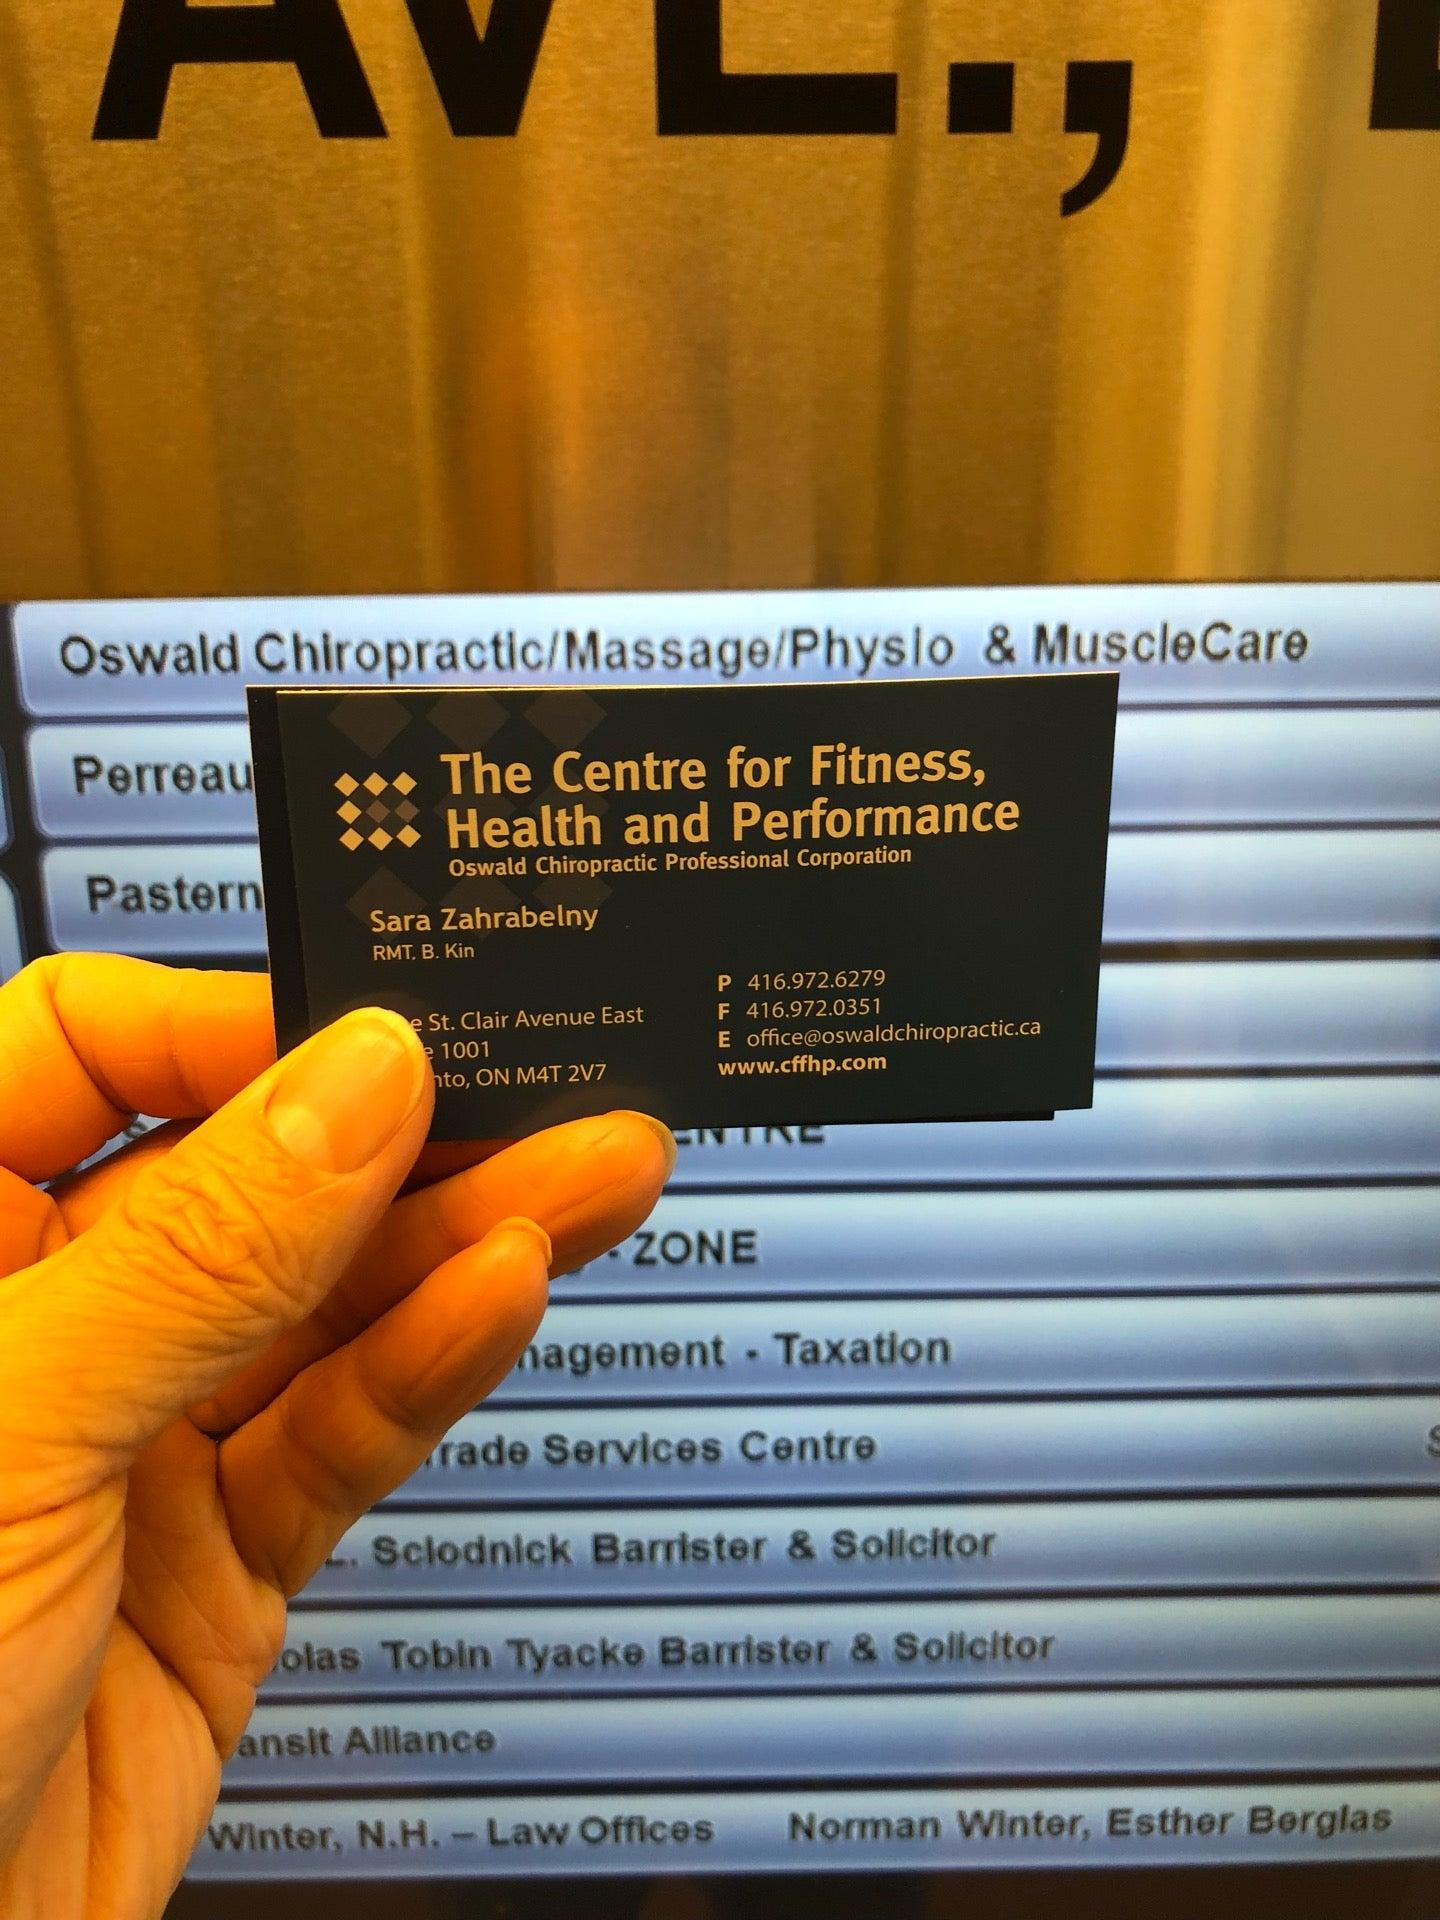 AVE.,
Oswald Chiropractic/Massage/Physio & MuscleCare
Perreau
Pastern
The Centre for Fitness,
Health and Performance
Oswald Chiropractic Professional Corporation
Sara Zahrabelny
RMT. B. Kin
e St. Clair Avenue East
e 1001
nto, ON M4T 2V7
P 416.972.6279
F 416.972.0351
E office@oswaldchiropractic.ca
www.cffhp.com
ENTRE
- ZONE
nagement - Taxation
rade Services Centre
L. Sclodnick Barrister & Solicitor
olas Tobin Tyacke Barrister & Solicitor
ansit Alliance
Winter, N.H. – Law Offices Norman Winter, Esther Berglas